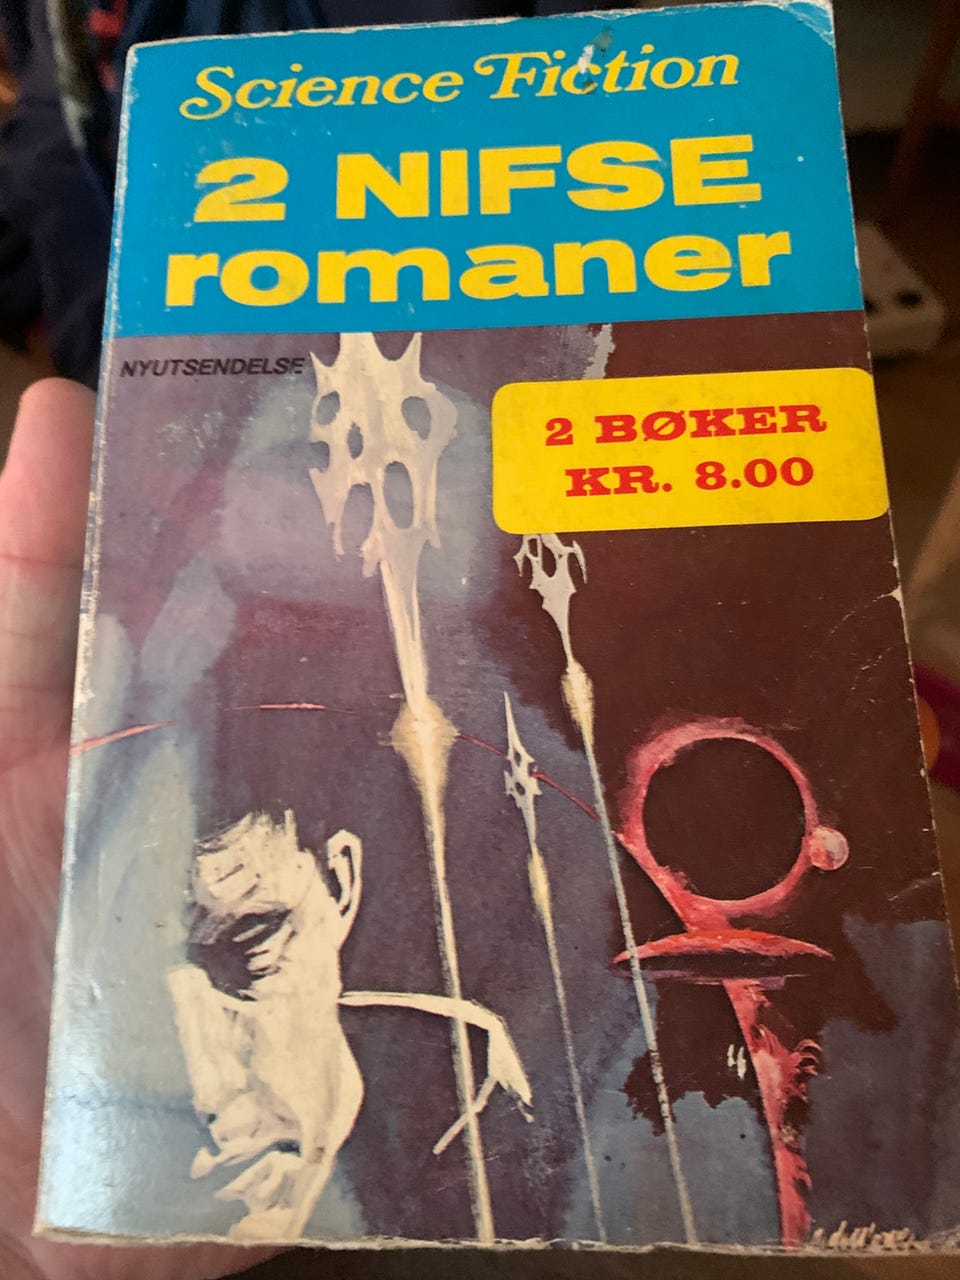 Science Fiction
2 NIFSE
romaner
NYUTSENDELSE
2 BØKER
KR. 8.00